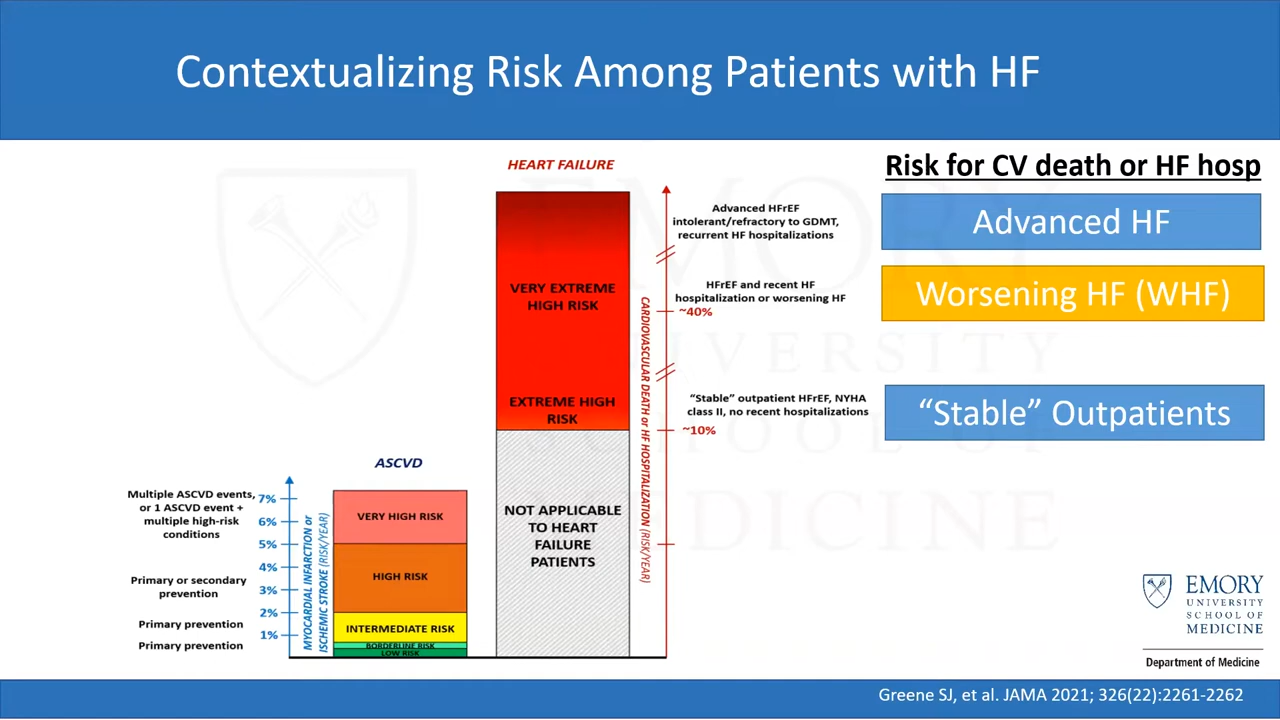 Contextualizing Risk Among Patients with HF
HEART FAILURE
Risk for CV death or HF hosp
Advanced HFrEF
intolerant/refractory to GDMT,
recurrent HF hospitalizations
Advanced HF
VERY EXTREME
HIGH RISK
HFrEF and recent HF
hospitalization or worsening HF
~40%
Worsening HF (WHF)
EXTREME HIGH
RISK
"Stable" outpatient HFrEF, NYHA
class II, no recent hospitalizations
~10%
"Stable" Outpatients
CARDIOVASCULAR DEATH or HF HOSPITALIZATION (RISK/YEAR)
NOT APPLICABLE
TO HEART
FAILURE
PATIENTS
ASCVD
Multiple ASCVD events,
or 1 ASCVD event +
multiple high-risk
conditions
Primary or secondary
prevention
Primary prevention
Primary prevention
7%
6%
5%
4%
3%
2%
1%
MYOCARDIAL INFARCTION or
ISCHEMIC STROKE (RISK/YEAR)
VERY HIGH RISK
HIGH RISK
INTERMEDIATE RISK
BORDERLINE RISK
LOW RISK
EMORY
UNIVERSITY
SCHOOL OF
MEDICINE
EMORY
UNIVERSITY
SCHOOL OF
MEDICINE
Department of Medicine
Greene SJ, et al. JAMA 2021; 326(22):2261-2262